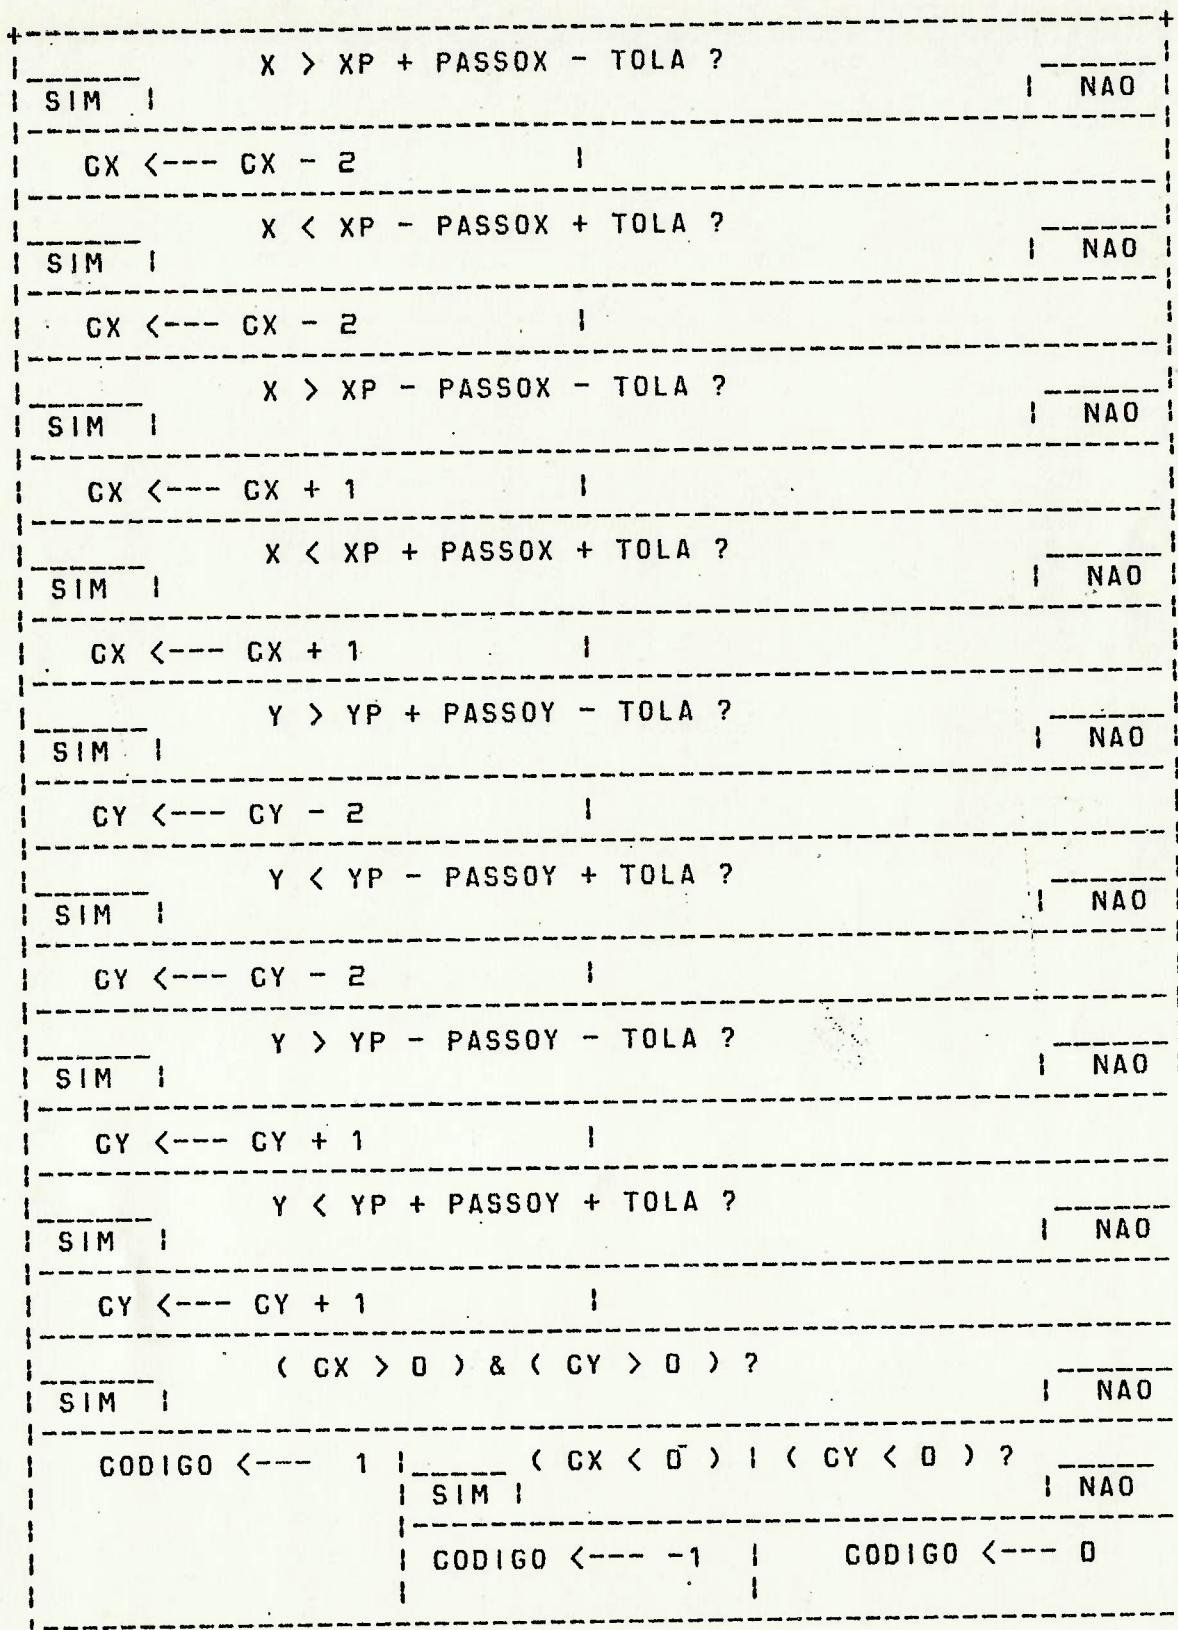 X > XP + PASSOX - TOLA ?
SIM NAO
CX <--- CX - 2
X < XP - PASSOX + TOLA ?
SIM NAO
CX <--- CX - 2
X > XP - PASSOX - TOLA ?
SIM NAO
CX <--- CX + 1
X < XP + PASSOX + TOLA ?
SIM NAO
CX <--- CX + 1
Y > YP + PASSOY - TOLA ?
SIM NAO
CY <--- CY - 2
Y < YP - PASSOY + TOLA ?
SIM NAO
CY <--- CY - 2
Y > YP - PASSOY - TOLA ?
SIM NAO
CY <--- CY + 1
Y < YP + PASSOY + TOLA ?
SIM NAO
CY <--- CY + 1
( CX > 0 ) & ( CY > 0 ) ?
SIM NAO
CODIGO <--- 1 ( CX < 0 ) | ( CY < 0 ) ?
SIM NAO
CODIGO <--- -1 CODIGO <--- 0